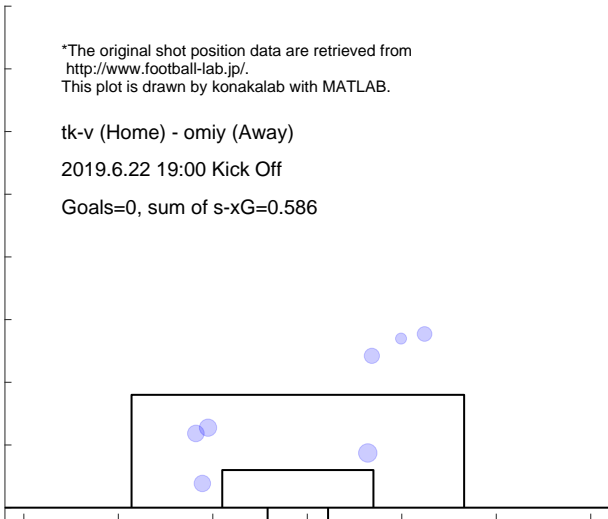 *The original shot position data are retrieved from
http://www.football-lab.jp/.
This plot is drawn by konakalab with MATLAB.
tk-v (Home) - omiy (Away)
2019.6.22 19:00 Kick Off
Goals=0, sum of s-xG=0.586